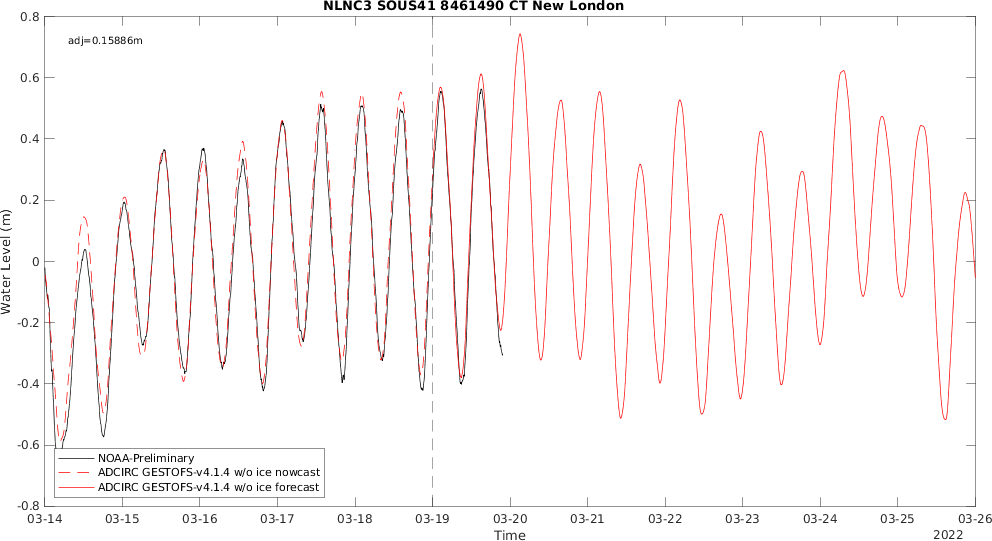 NLNC3 SOUS41 8461490 CT New London
adj=0.15886m
0.8
0.6
0.4
0.2
0
-0.2
-0.4
-0.6
-0.8
Water Level (m)
NOAA-Preliminary
ADCIRC GESTOFS-v4.1.4 w/o ice nowcast
ADCIRC GESTOFS-v4.1.4 w/o ice forecast
03-14 03-15 03-16 03-17 03-18 03-19 03-20 03-21 03-22 03-23 03-24 03-25 03-26
Time
2022